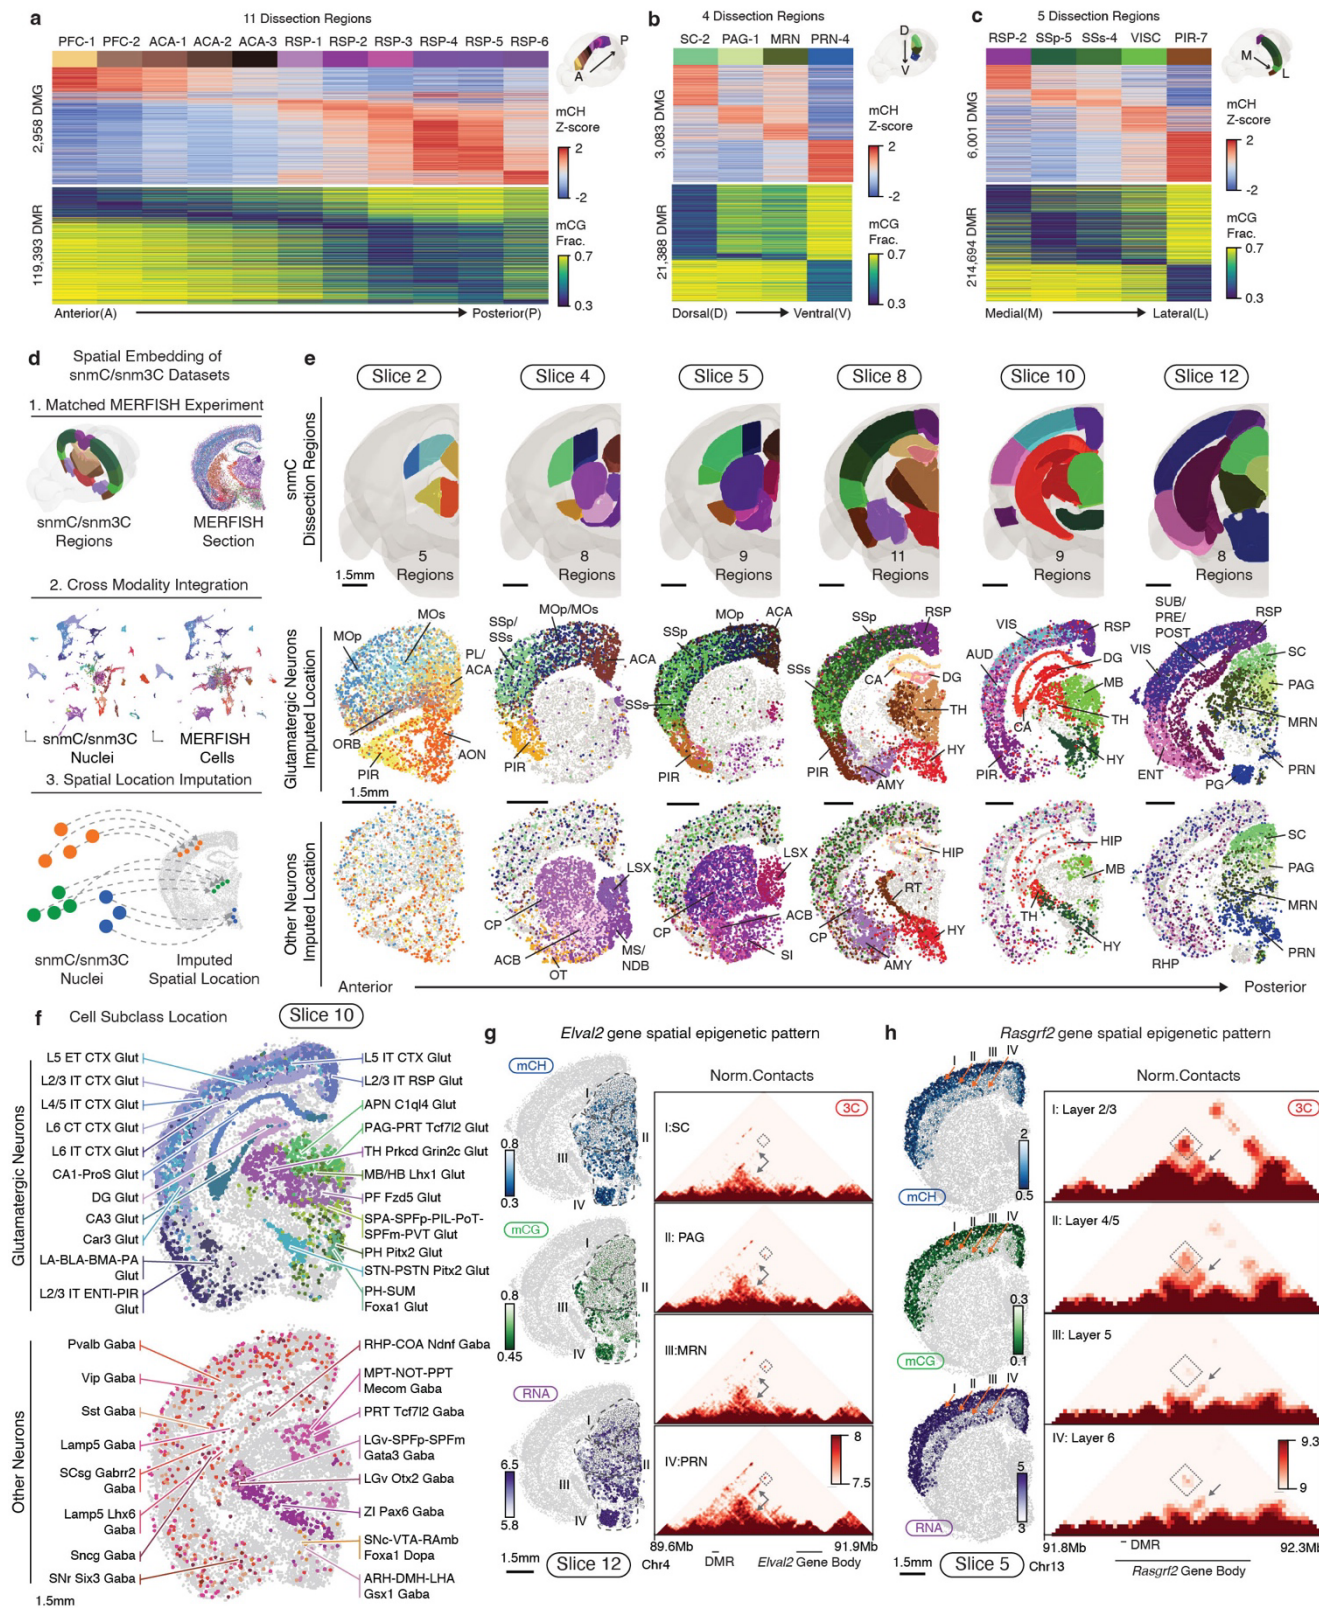 a
11 Dissection Regions
PFC-1 PFC-2 ACA-1 ACA-2 ACA-3 RSP-1 RSP-2 RSP-3 RSP-4 RSP-5 RSP-6
2,958 DMG
119,393 DMR
Anterior(A)
Posterior(P)
P
A
mCH
Z-score
2
-2
mCG
Frac.
0.7
0.3
b
4 Dissection Regions
SC-2 PAG-1 MRN PRN-4
3,083 DMG
21,388 DMR
Dorsal(D)
Ventral(V)
D
V
mCH
Z-score
2
-2
mCG
Frac.
0.7
0.3
c
5 Dissection Regions
RSP-2 SSp-5 SSs-4 VISC PIR-7
6,001 DMG
214,694 DMR
Medial(M)
Lateral(L)
M
L
mCH
Z-score
2
-2
mCG
Frac.
0.7
0.3
d
Spatial Embedding of
snmC/snm3C Datasets
1. Matched MERFISH Experiment
snmC/snm3C
Regions
MERFISH
Section
2. Cross Modality Integration
snmC/snm3C
Nuclei
MERFISH
Cells
3. Spatial Location Imputation
snmC/snm3C
Nuclei
Imputed
Spatial Location
e
Slice 2
Slice 4
Slice 5
Slice 8
Slice 10
Slice 12
snmC
Dissection Regions
5
Regions
1.5mm
8
Regions
9
Regions
11
Regions
9
Regions
8
Regions
Glutamatergic Neurons
Imputed Location
MOp
MOs
PL/
ACA
ORB
PIR
AON
1.5mm
SSp/
SSs
MOp/MOs
ACA
PIR
SSp
MOp
ACA
SSs
PIR
SSp
RSP
SSs
CA
DG
TH
HY
PIR
AMY
VIS
RSP
AUD
DG
MB
CA
TH
PIR
HY
SUB/
PRE/
POST
RSP
VIS
SC
PAG
MRN
ENT
PG
PRN
Other Neurons
Imputed Location
CP
LSX
ACB
OT
MS/
NDB
LSX
CP
ACB
SI
HIP
RT
CP
AMY
HY
HIP
MB
TH
HY
SC
PAG
MRN
RHP
PRN
Anterior
Posterior
f
Cell Subclass Location
Slice 10
Glutamatergic Neurons
L5 ET CTX Glut
L2/3 IT CTX Glut
L4/5 IT CTX Glut
L6 CT CTX Glut
L6 IT CTX Glut
CA1-ProS Glut
DG Glut
CA3 Glut
Car3 Glut
LA-BLA-BMA-PA
Glut
L2/3 IT ENTl-PIR
Glut
L5 IT CTX Glut
L2/3 IT RSP Glut
APN C1ql4 Glut
PAG-PRT Tcf7l2 Glut
TH Prkcd Grin2c Glut
MB/HB Lhx1 Glut
PF Fzd5 Glut
SPA-SPFp-PIL-PoT-
SPFm-PVT Glut
PH Pitx2 Glut
STN-PSTN Pitx2 Glut
PH-SUM
Foxa1 Glut
Other Neurons
Pvalb Gaba
Vip Gaba
Sst Gaba
Lamp5 Gaba
SCsg Gabrr2
Gaba
Lamp5 Lhx6
Gaba
Sncg Gaba
SNr Six3 Gaba
1.5mm
RHP-COA Ndnf Gaba
MPT-NOT-PPT
Mecom Gaba
PRT Tcf7l2 Gaba
LGv-SPFp-SPFm
Gata3 Gaba
LGv Otx2 Gaba
ZI Pax6 Gaba
SNc-VTA-RAmb
Foxa1 Dopa
ARH-DMH-LHA
Gsx1 Gaba
g
Elval2 gene spatial epigenetic pattern
mCH
I
II
III
IV
0.8
0.3
mCG
I
II
III
IV
0.8
0.45
RNA
I
II
III
IV
6.5
5.8
1.5mm
Slice 12
Norm.Contacts
3C
I:SC
II: PAG
III:MRN
IV:PRN
8
7.5
89.6Mb
91.9Mb
Chr4
DMR
Elval2 Gene Body
h
Rasgrf2 gene spatial epigenetic pattern
I II III IV
2
0.5
mCH
I II III IV
0.3
0.1
mCG
I II III IV
5
3
RNA
1.5mm
Slice 5
Norm.Contacts
3C
I: Layer 2/3
II: Layer 4/5
III: Layer 5
IV: Layer 6
9.3
9
91.8Mb
92.3Mb
Chr13
DMR
Rasgrf2 Gene Body